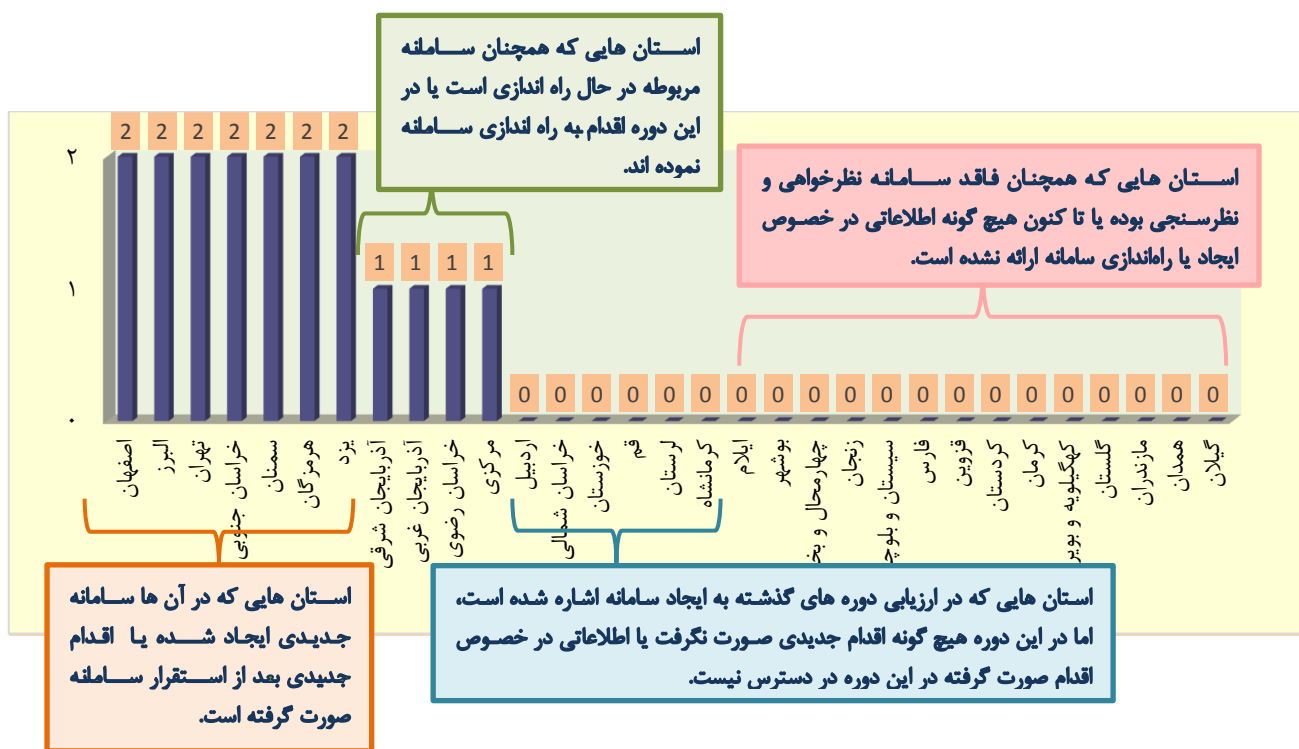 استان هایی که همچنان سامانه
مربوطه در حال راه اندازی است یا در
این دوره اقدام به راه اندازی سامانه
نموده اند.
استان هایی که همچنان فاقد سامانه نظرخواهی و
نظرسنجی بوده یا تا کنون هیچ گونه اطلاعاتی در خصوص
ایجاد یا راه‌اندازی سامانه ارائه نشده است.
2 2 2 2 2 2 2
1 1 1 1
0 0 0 0 0 0 0 0 0 0 0 0 0 0 0 0 0 0 0 0
۲
۱
۰
اصفهان
البرز
تهران
خراسان جنوبی
سمنان
هرمزگان
یزد
آذربایجان شرقی
آذربایجان غربی
خراسان رضوی
مرکزی
اردبیل
خراسان شمالی
خوزستان
قم
لرستان
کرمانشاه
ایلام
بوشهر
چهارمحال و بخ
زنجان
سیستان و بلوچ
فارس
قزوین
کردستان
کرمان
کهگیلویه و بویر
گلستان
مازندران
همدان
گیلان
استان هایی که در آن ها سامانه
جدیدی ایجاد شده یا اقدام
جدیدی بعد از استقرار سامانه
صورت گرفته است.
استان هایی که در ارزیابی دوره های گذشته به ایجاد سامانه اشاره شده است،
اما در این دوره هیچ گونه اقدام جدیدی صورت نگرفت یا اطلاعاتی در خصوص
اقدام صورت گرفته در این دوره در دسترس نیست.